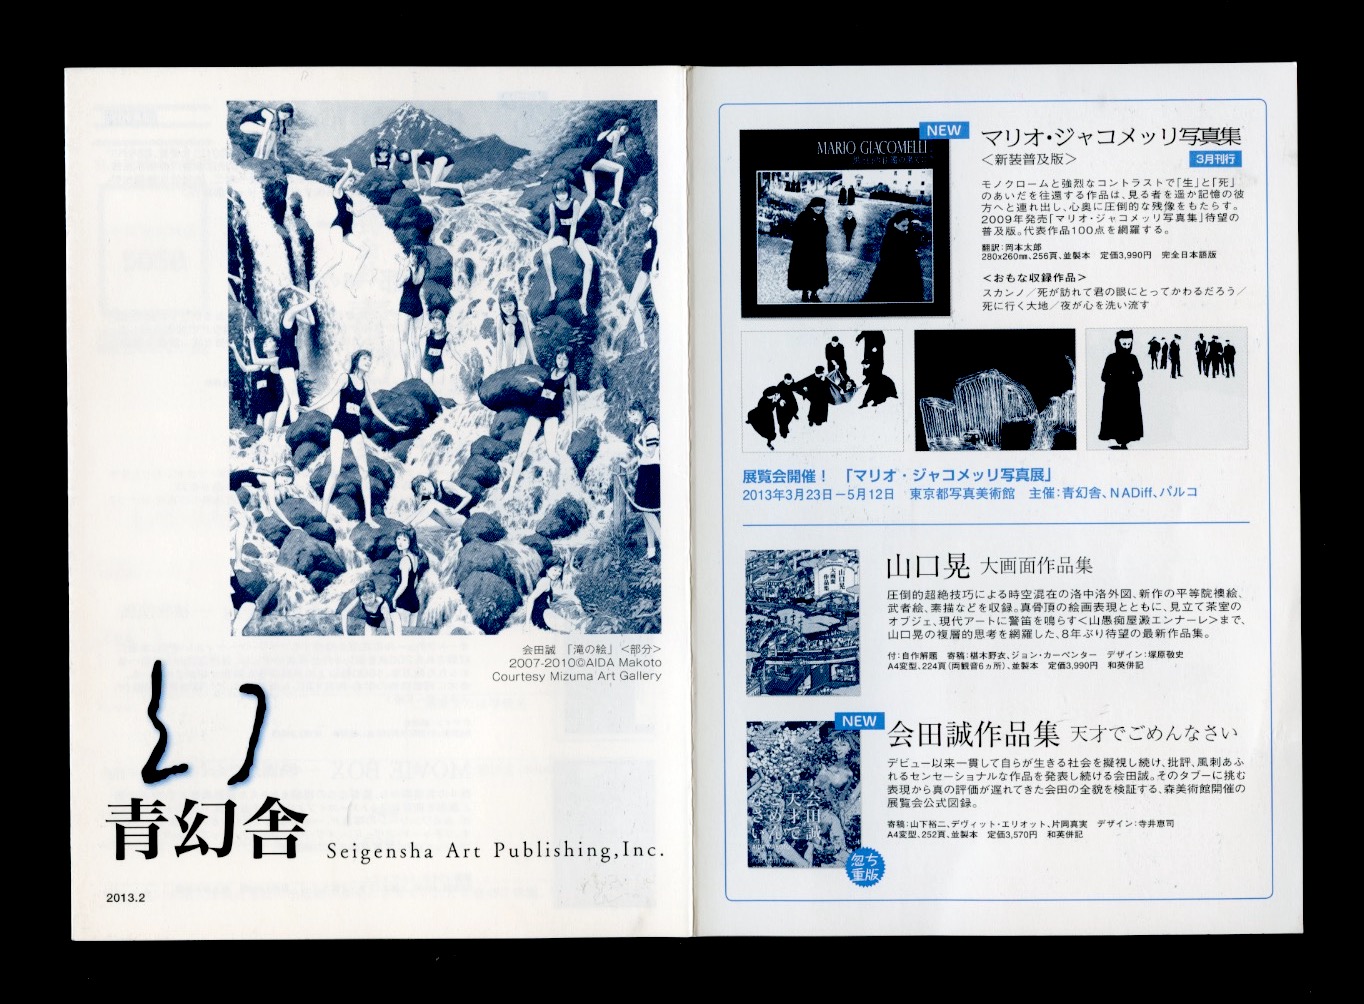 会田誠 「滝の絵」<部分>
2007-2010©AIDA Makoto
Courtesy Mizuma Art Gallery
青幻舎
Seigensha Art Publishing,Inc.
2013.2
MARIO GIACOMELLI
NEW
マリオ・ジャコメッリ写真集
<新装普及版>
3月刊行
モノクロームと強烈なコントラストで「生」と「死」
のあいだを往還する作品は、見る者を遥か記憶の彼
方へと連れ出し、心奥に圧倒的な残像をもたらす。
2009年発売「マリオ・ジャコメッリ写真集」待望の
普及版。代表作品100点を網羅する。
翻訳：岡本太郎
280x260㎜、256頁、並製本 定価3,990円 完全日本語版
<おもな収録作品>
スカンノ／死が訪れて君の眼にとってかわるだろう／
死に行く大地／夜が心を洗い流す
展覧会開催！ 「マリオ・ジャコメッリ写真展」
2013年3月23日－5月12日 東京都写真美術館 主催：青幻舎、NADiff、パルコ
山口晃 大画面作品集
圧倒的超絶技巧による時空混在の洛中洛外図、新作の平等院襖絵、
武者絵、素描などを収録。真骨頂の絵画表現とともに、見立て茶室の
オブジェ、現代アートに警笛を鳴らす<山愚痴屋澱エンナーレ>まで、
山口晃の複層的思考を網羅した、8年ぶり待望の最新作品集。
付：自作解題 寄稿：椹木野衣、ジョン・カーペンター デザイン：塚原敬史
A4変型、224頁（両観音6ヵ所）、並製本 定価3,990円 和英併記
NEW
会田誠作品集 天才でごめんなさい
デビュー以来一貫して自らが生きる社会を擬視し続け、批評、風刺あふ
れるセンセーショナルな作品を発表し続ける会田誠。そのタブーに挑む
表現から真の評価が遅れてきた会田の全貌を検証する、森美術館開催の
展覧会公式図録。
寄稿：山下裕二、デヴィット・エリオット、片岡真実 デザイン：寺井恵司
A4変型、252頁、並製本 定価3,570円 和英併記
忽ち
重版